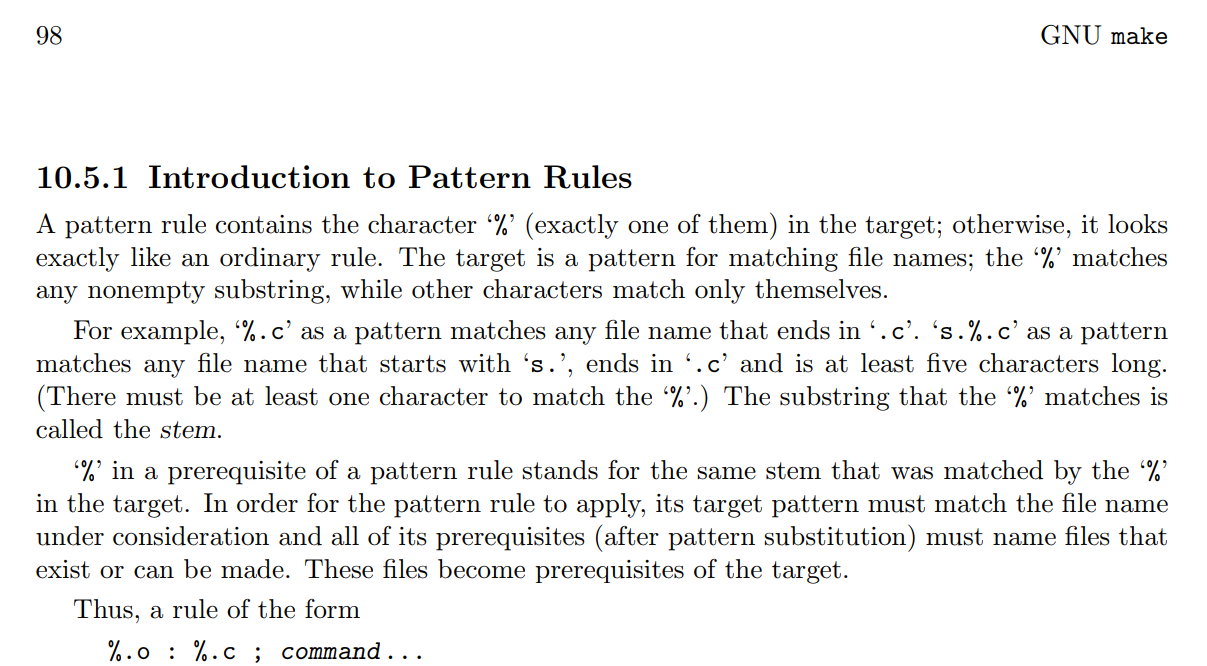 98
GNU make
10.5.1 Introduction to Pattern Rules
A pattern rule contains the character ‘%’ (exactly one of them) in the target; otherwise, it looks
exactly like an ordinary rule. The target is a pattern for matching file names; the ‘%’ matches
any nonempty substring, while other characters match only themselves.
For example, ‘%.c’ as a pattern matches any file name that ends in ‘.c’. ‘s.%.c’ as a pattern
matches any file name that starts with ‘s.’, ends in ‘.c’ and is at least five characters long.
(There must be at least one character to match the ‘%’.) The substring that the ‘%’ matches is
called the stem.
‘%’ in a prerequisite of a pattern rule stands for the same stem that was matched by the ‘%’
in the target. In order for the pattern rule to apply, its target pattern must match the file name
under consideration and all of its prerequisites (after pattern substitution) must name files that
exist or can be made. These files become prerequisites of the target.
Thus, a rule of the form
%.o : %.c ; command...